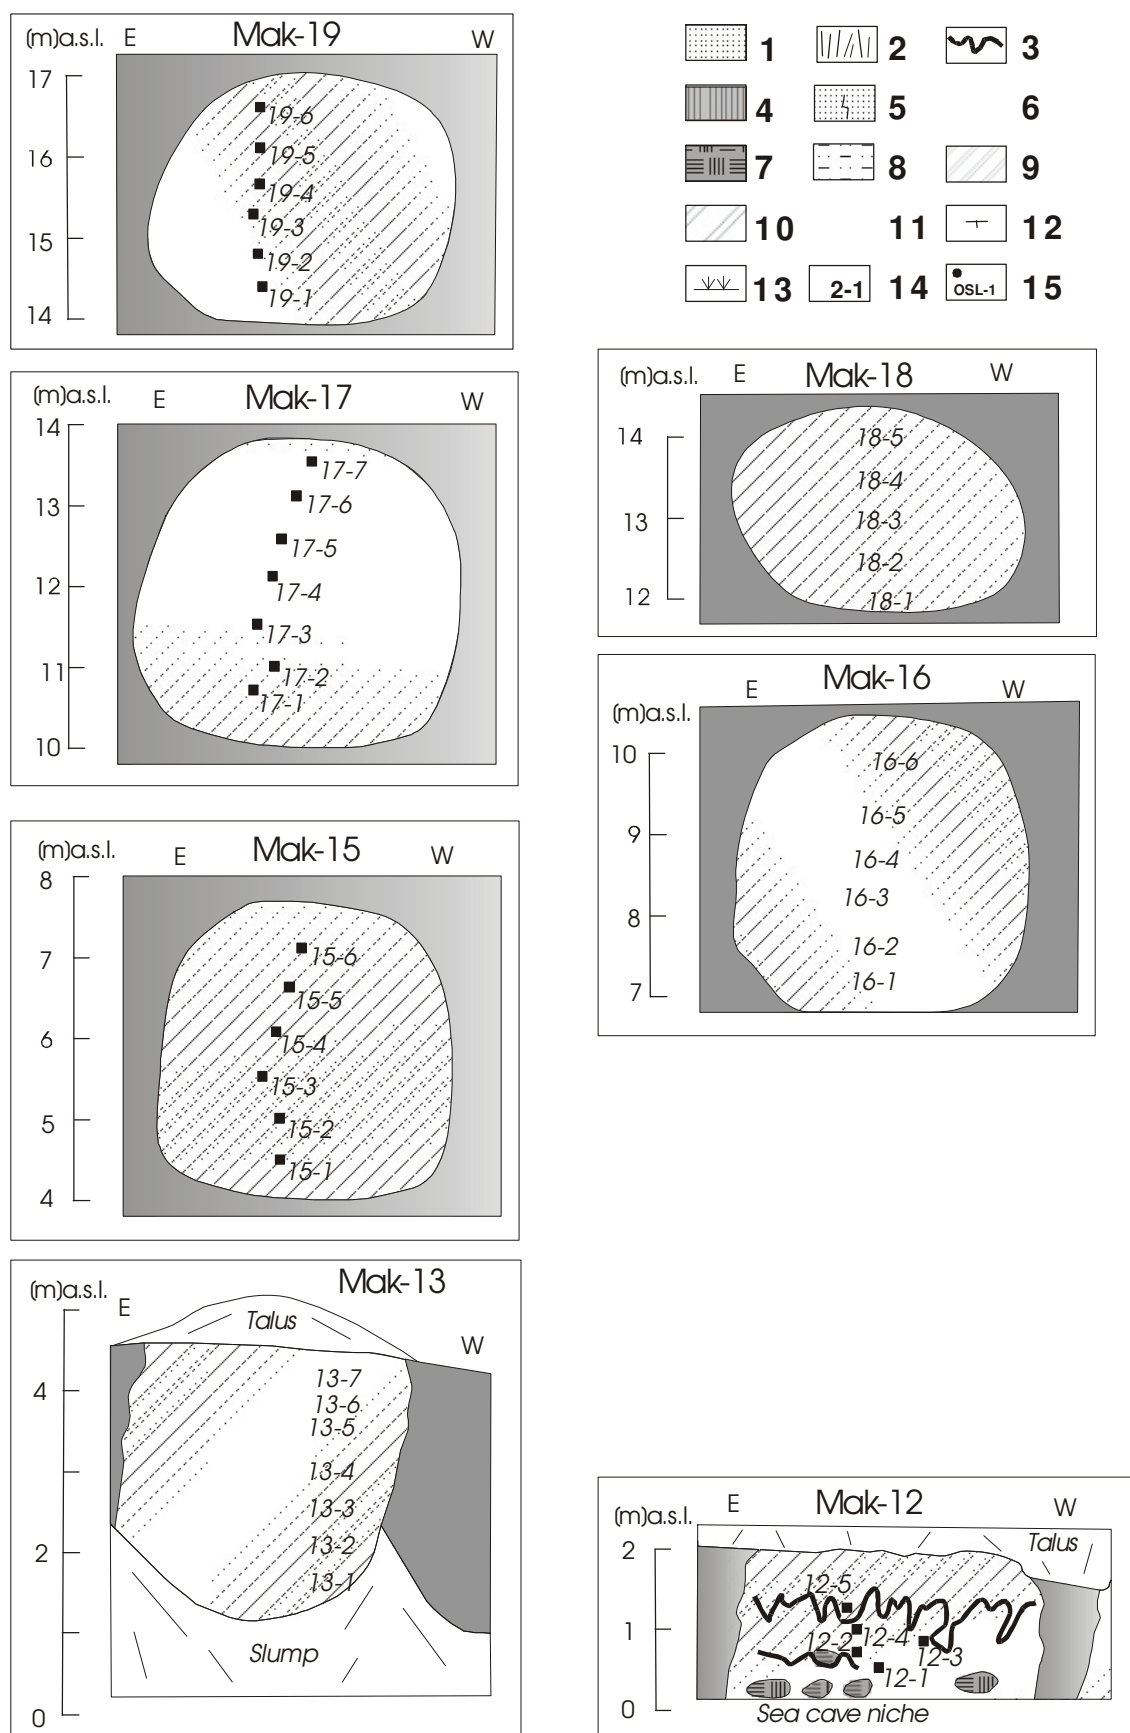 Mak-19
(m)a.s.l. E W
17
16
15
14
19-6
19-5
19-4
19-3
19-2
19-1
1 2 3
4 5 6
7 8 9
10 11 12
13 2-1 14 OSL-1 15
Mak-17
(m)a.s.l. E W
14
13
12
11
10
17-7
17-6
17-5
17-4
17-3
17-2
17-1
Mak-18
(m)a.s.l. E W
14
13
12
18-5
18-4
18-3
18-2
18-1
Mak-16
(m)a.s.l. E W
10
9
8
7
16-6
16-5
16-4
16-3
16-2
16-1
Mak-15
(m)a.s.l. E W
8
7
6
5
4
15-6
15-5
15-4
15-3
15-2
15-1
Mak-13
(m)a.s.l. E W
Talus
4
2
0
13-7
13-6
13-5
13-4
13-3
13-2
13-1
Slump
Mak-12
(m)a.s.l. E W
Talus
2
1
0
12-5
12-2 12-4
12-3
12-1
Sea cave niche